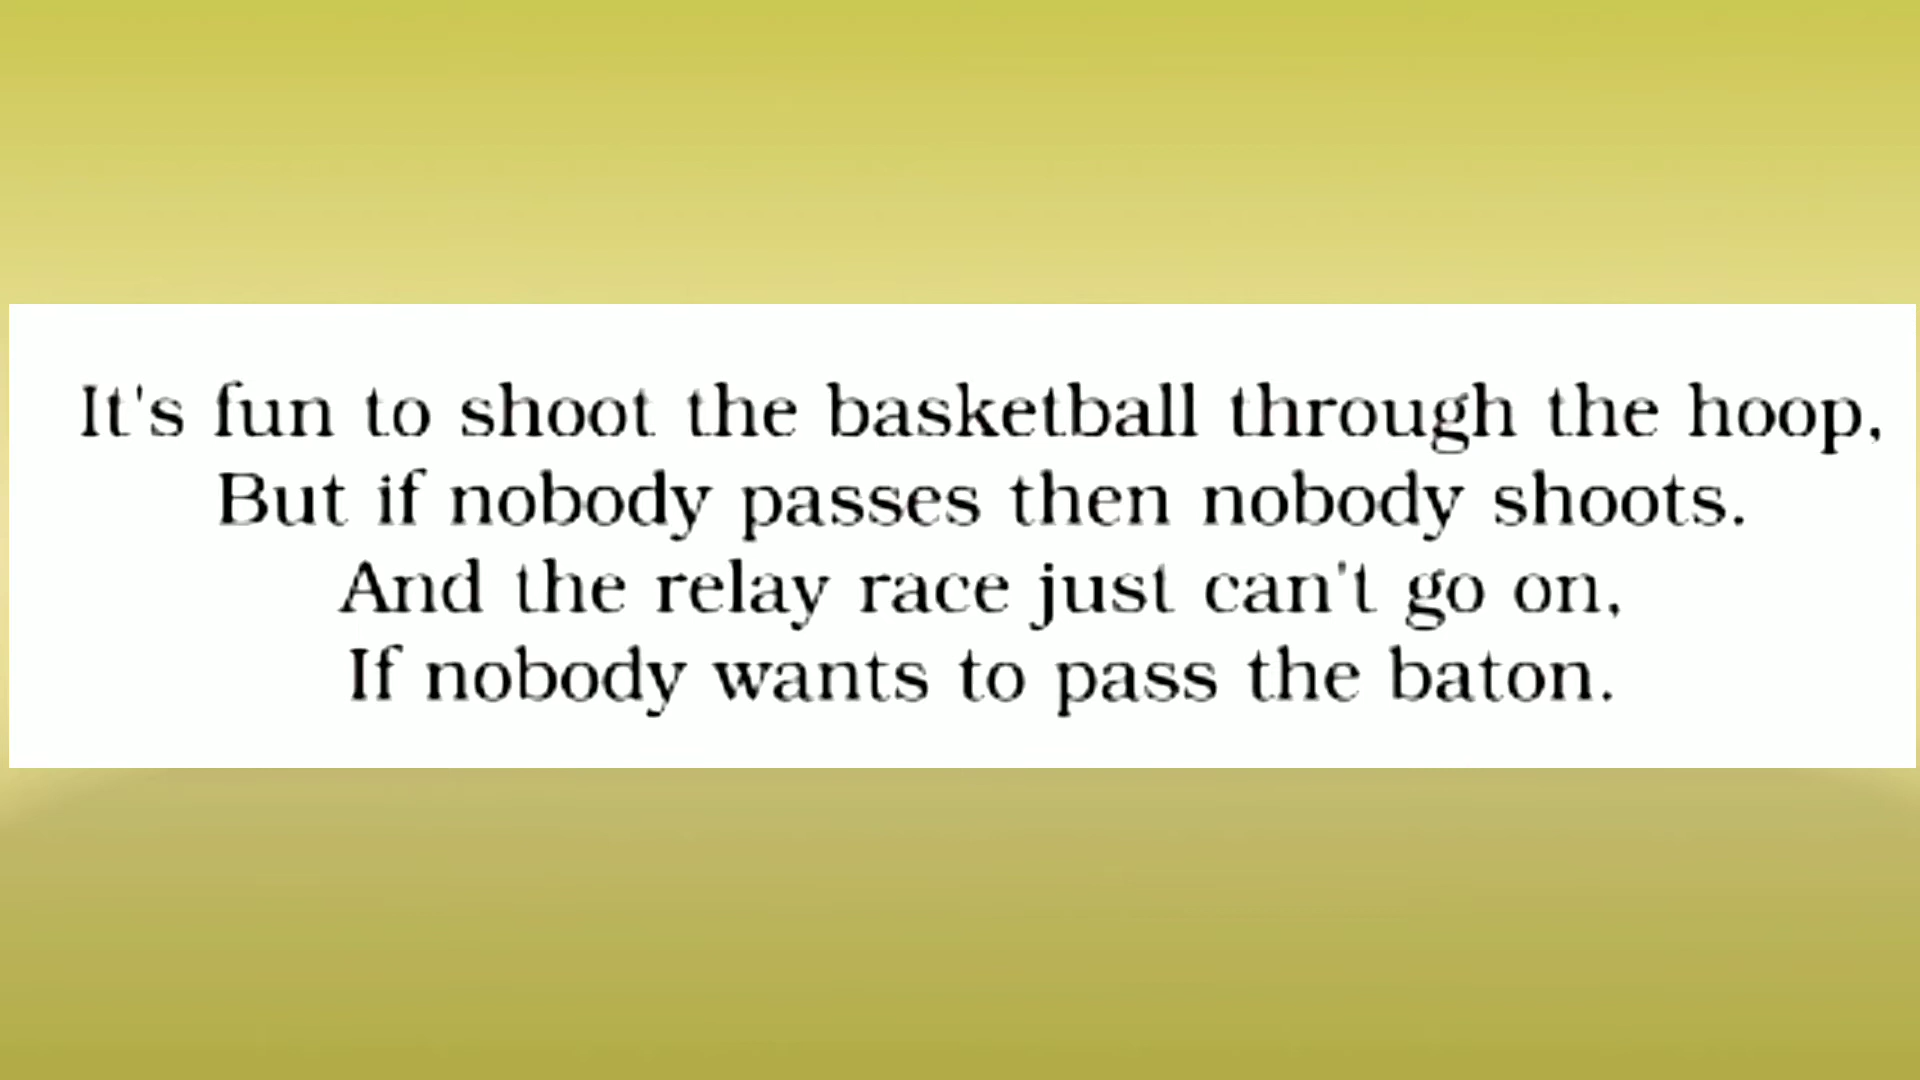 It's fun to shoot the basketball through the hoop,
But if nobody passes then nobody shoots.
And the relay race just can't go on,
If nobody wants to pass the baton.